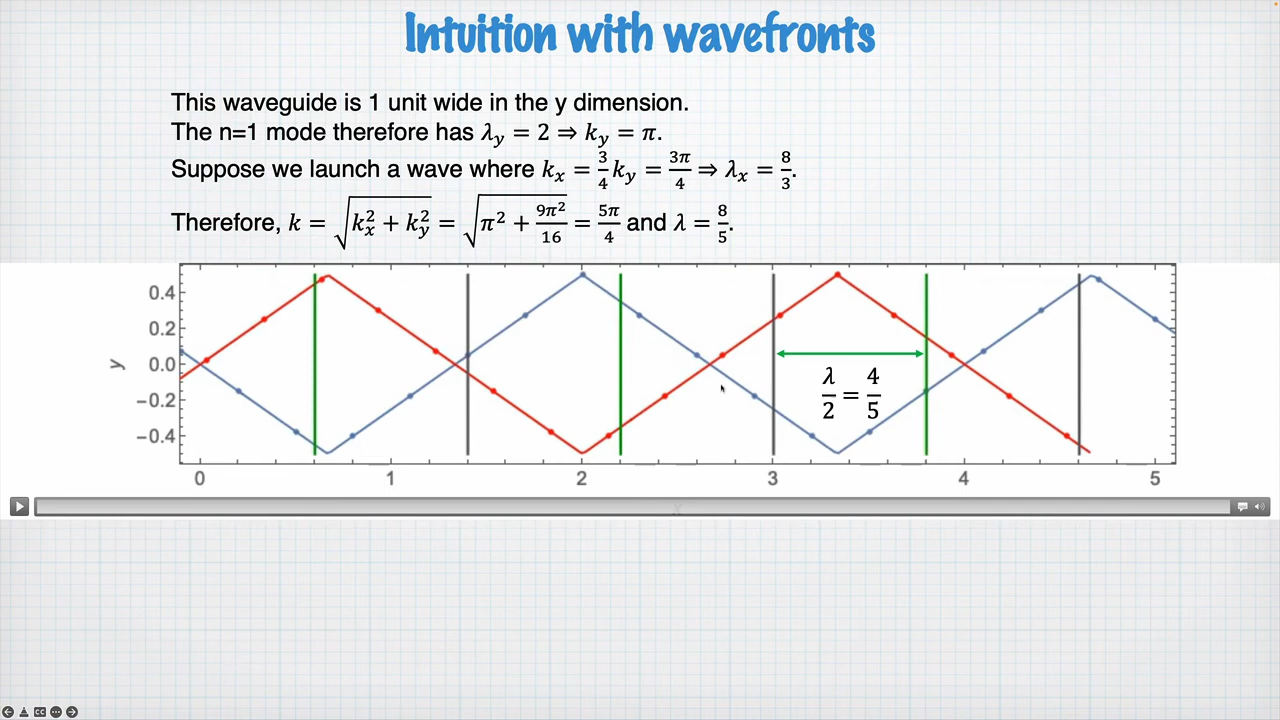 Intuition with wavefronts
This waveguide is 1 unit wide in the y dimension.
The n=1 mode therefore has λ_y = 2 ⇒ k_y = π.
Suppose we launch a wave where k_x = 3/4 k_y = 3π/4 ⇒ λ_x = 8/3.
Therefore, k = √(k_x² + k_y²) = √(π² + 9π²/16) = 5π/4 and λ = 8/5.
0.4
0.2
0.0
−0.2
−0.4
y
λ/2 = 4/5
0 1 2 3 4 5
x
CC